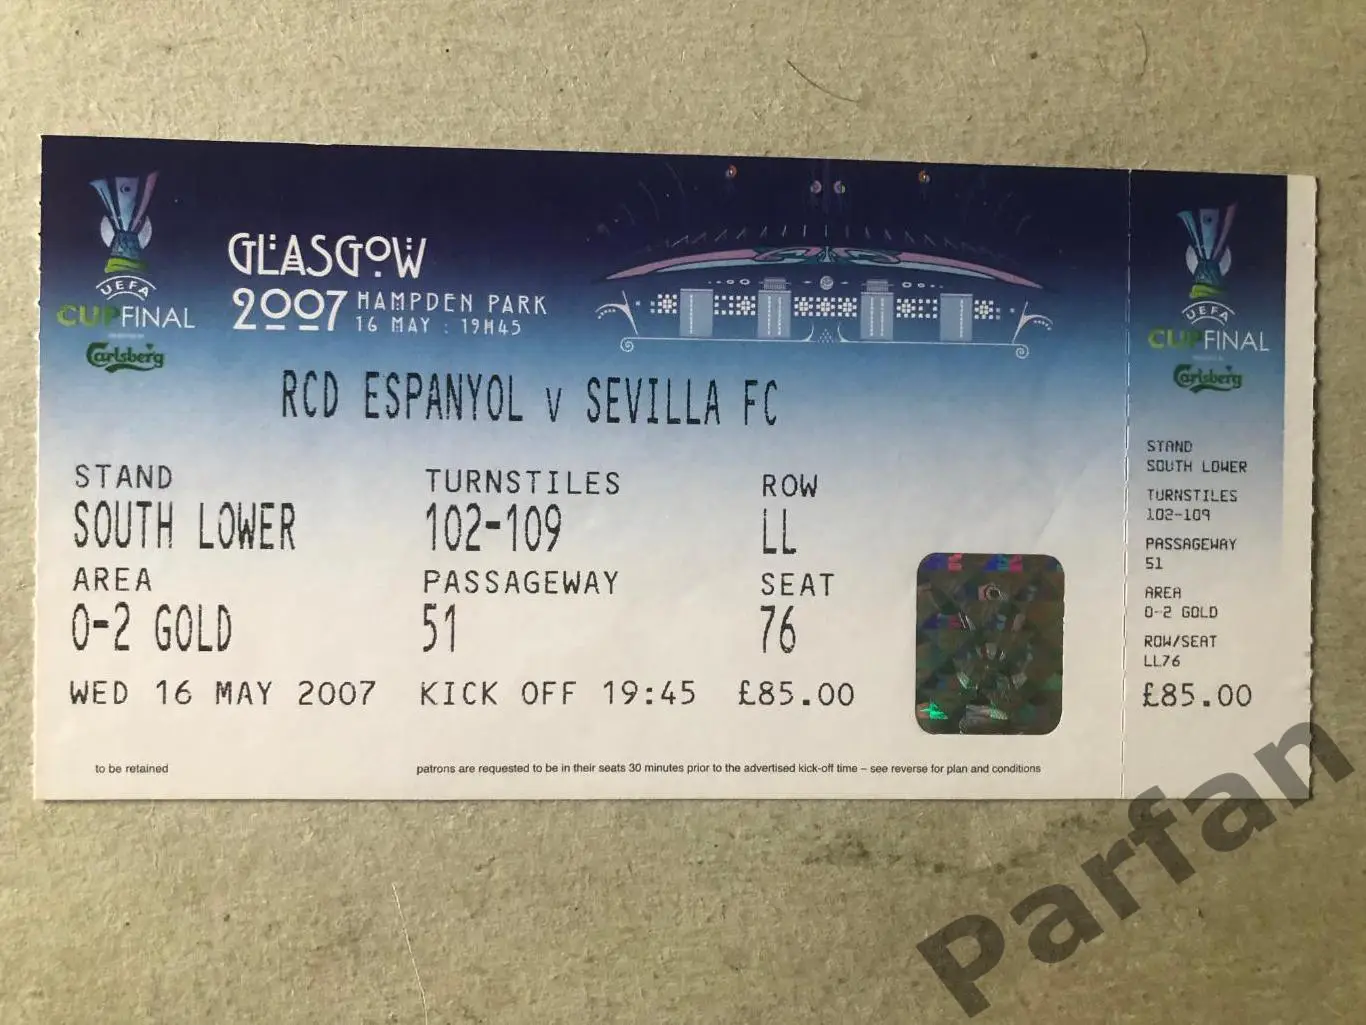 UEFA
CUP FINAL
Carlsberg
GLASGOW
2007 HAMPDEN PARK
16 MAY : 19H45
RCD ESPANYOL v SEVILLA FC
STAND
SOUTH LOWER
TURNSTILES
102-109
ROW
LL
AREA
0-2 GOLD
PASSAGEWAY
51
SEAT
76
WED 16 MAY 2007 KICK OFF 19:45 £85.00
to be retained
patrons are requested to be in their seats 30 minutes prior to the advertised kick-off time – see reverse for plan and conditions
UEFA
CUP FINAL
Carlsberg
STAND
SOUTH LOWER
TURNSTILES
102-109
PASSAGEWAY
51
AREA
0-2 GOLD
ROW/SEAT
LL76
£85.00
Parfan